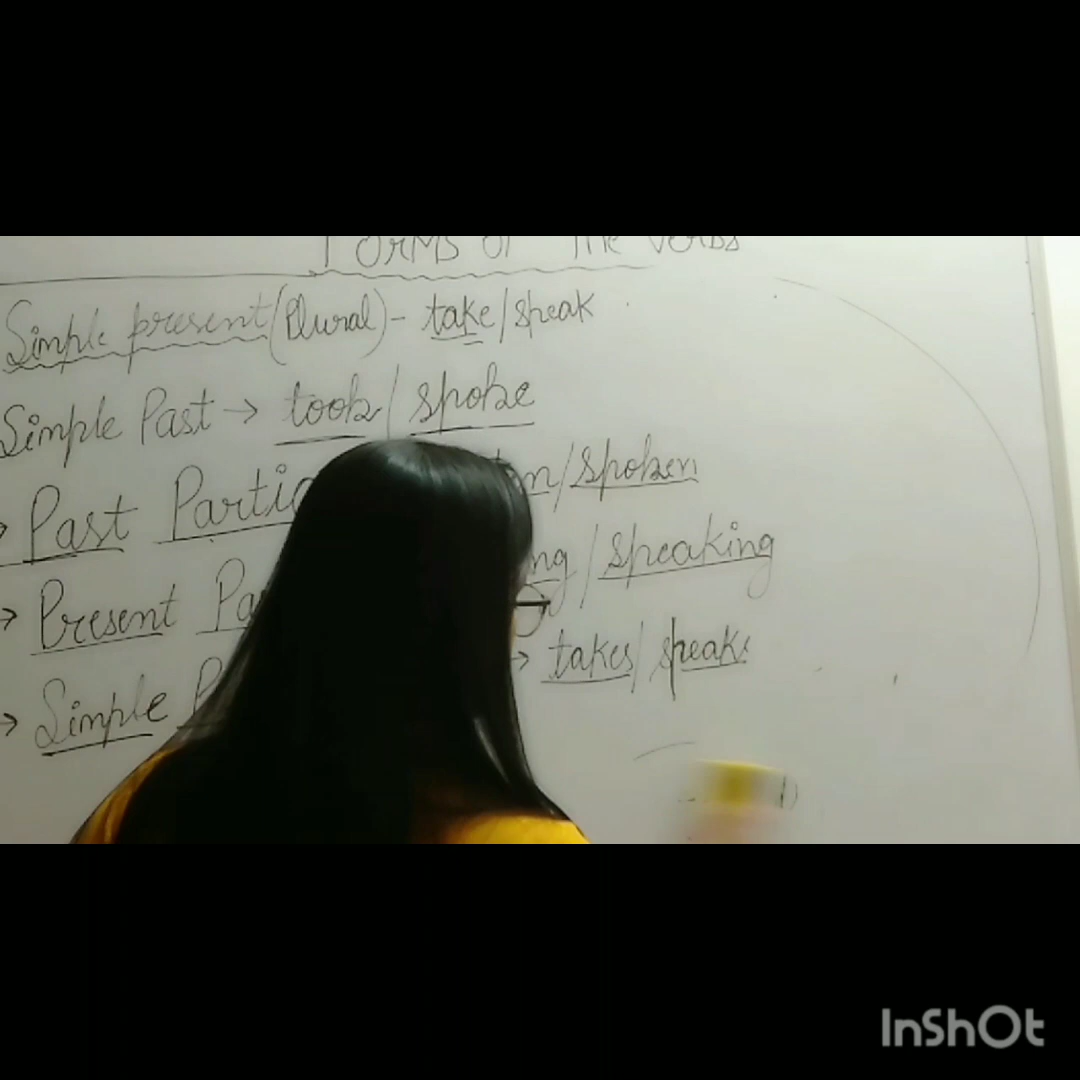 Forms of The Verbs
Simple present (Plural) - take/speak
Simple Past → took/spoke
Past /spoken
→ Present /speaking
→ Simple → takes/speaks
InShOt